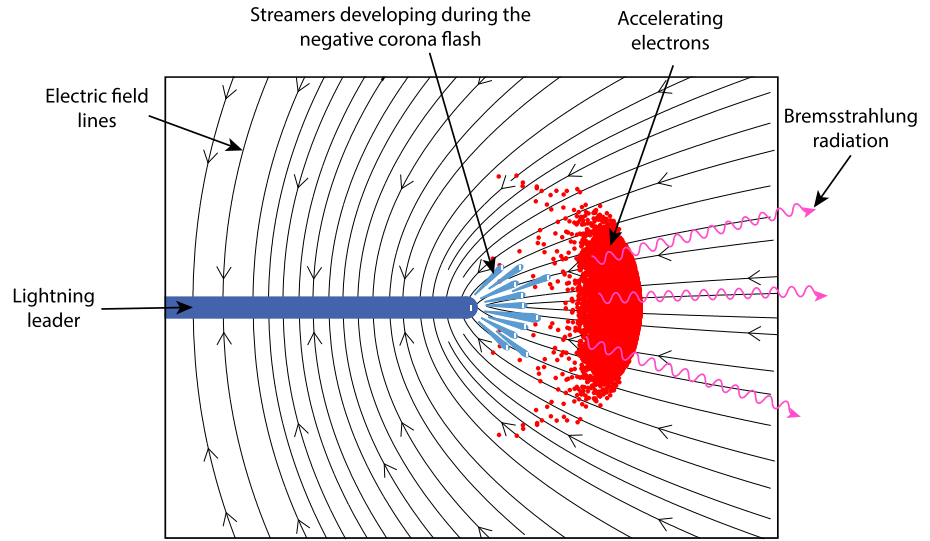 Streamers developing during the
negative corona flash
Accelerating
electrons
Electric field
lines
Bremsstrahlung
radiation
Lightning
leader